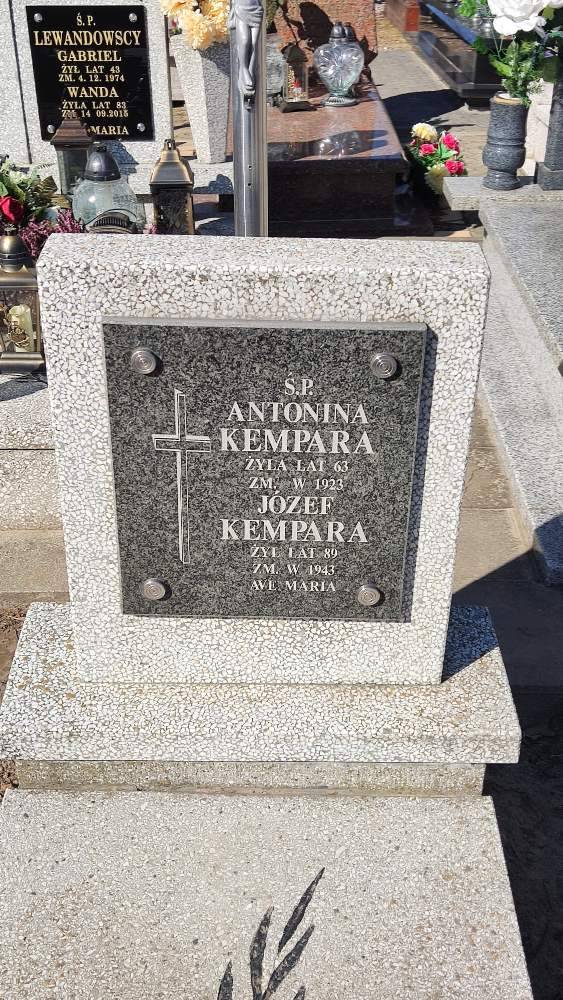 Ś. P.
LEWANDOWSCY
GABRIEL
ŻYŁ LAT 43
ZM. 4.12.1974
WANDA
ŻYŁA LAT 83
ZM 14 09.2015
MARIA
Ś.P.
ANTONINA
KEMPARA
ŻYŁA LAT 63
ZM. W 1923
JÓZEF
KEMPARA
ŻYŁ LAT 89
ZM. W 1943
AVE MARIA